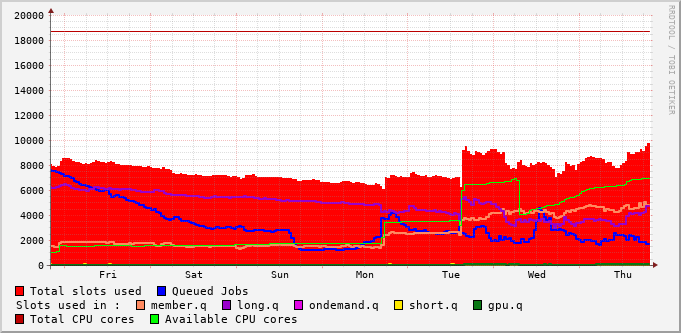 20000
18000
16000
14000
12000
10000
8000
6000
4000
2000
0
Fri Sat Sun Mon Tue Wed Thu
RRDTOOL / TOBI OETIKER
Total slots used Queued Jobs
Slots used in : member.q long.q ondemand.q short.q gpu.q
Total CPU cores Available CPU cores